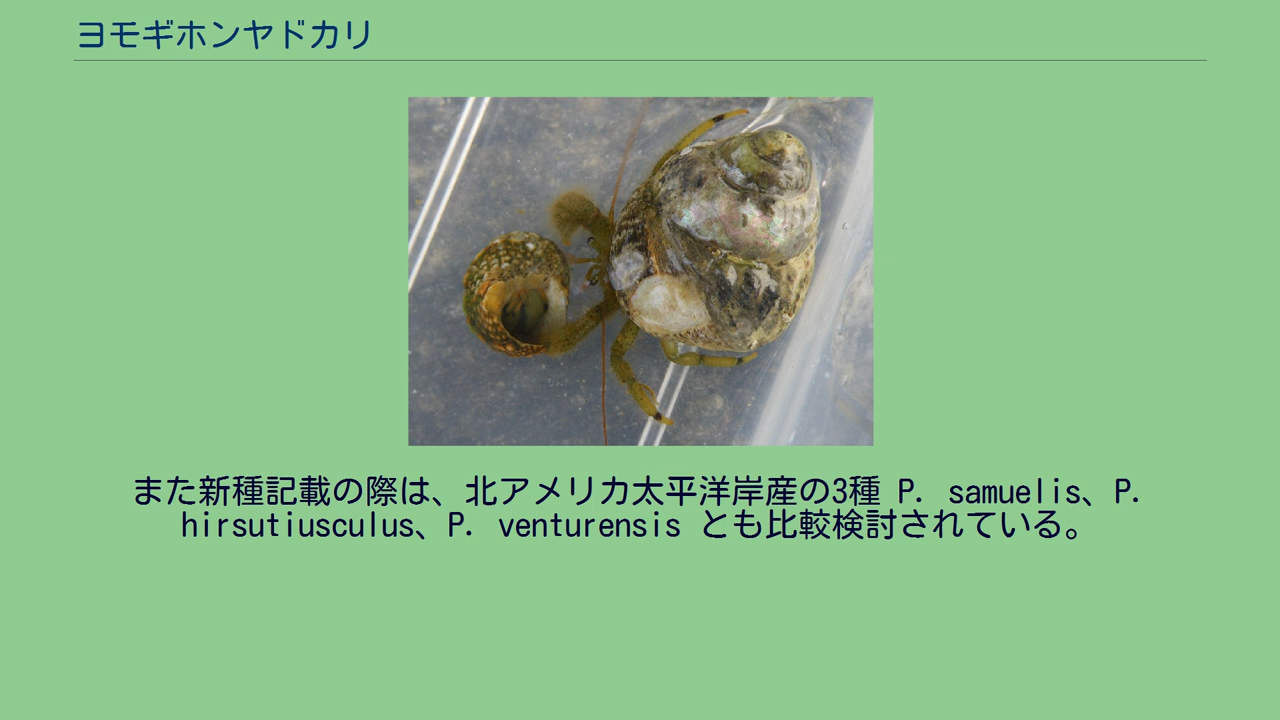 ヨモギホンヤドカリ
また新種記載の際は、北アメリカ太平洋岸産の3種 P. samuelis、P.
hirsutiusculus、P. venturensis とも比較検討されている。